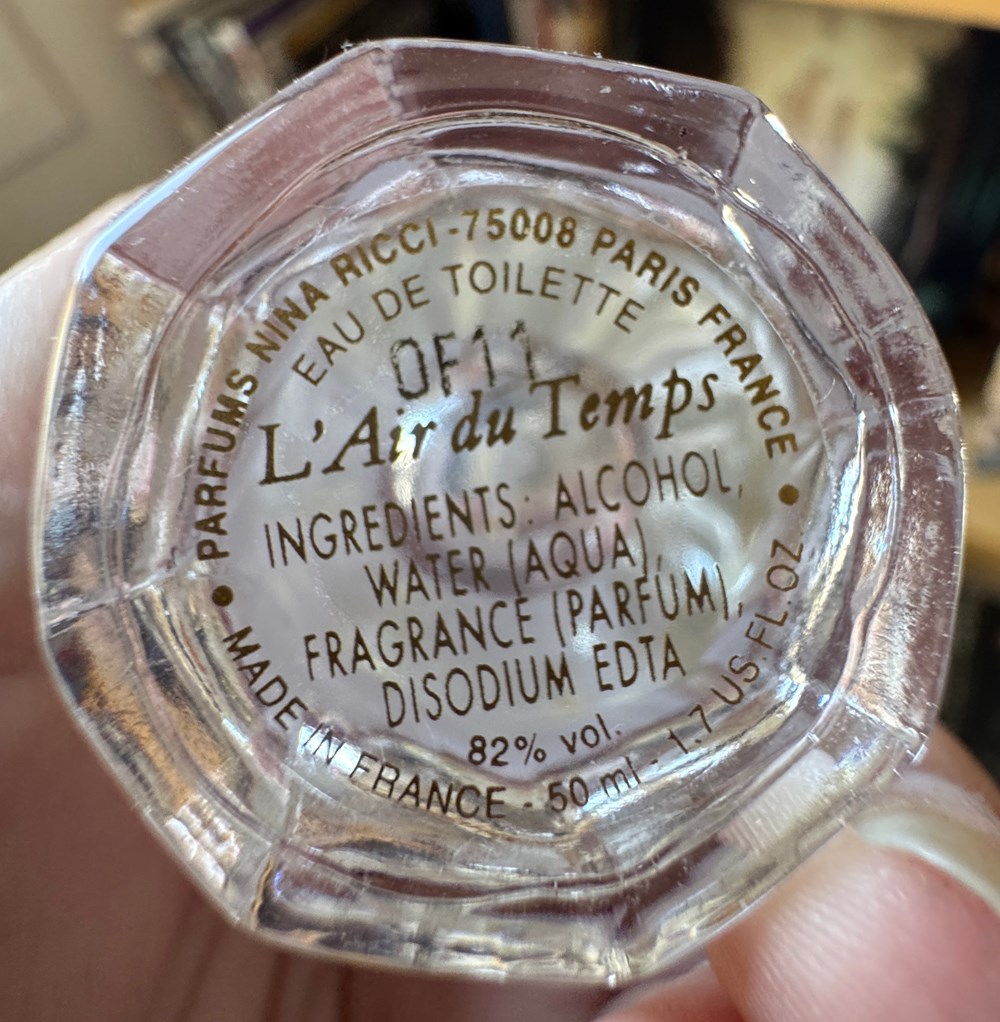 PARFUMS NINA RICCI - 75008 PARIS FRANCE
EAU DE TOILETTE
OF11
L'Air du Temps
INGREDIENTS: ALCOHOL,
WATER (AQUA),
FRAGRANCE (PARFUM),
DISODIUM EDTA
82% vol.
• MADE IN FRANCE - 50 ml - 1.7 US.FL.OZ. •